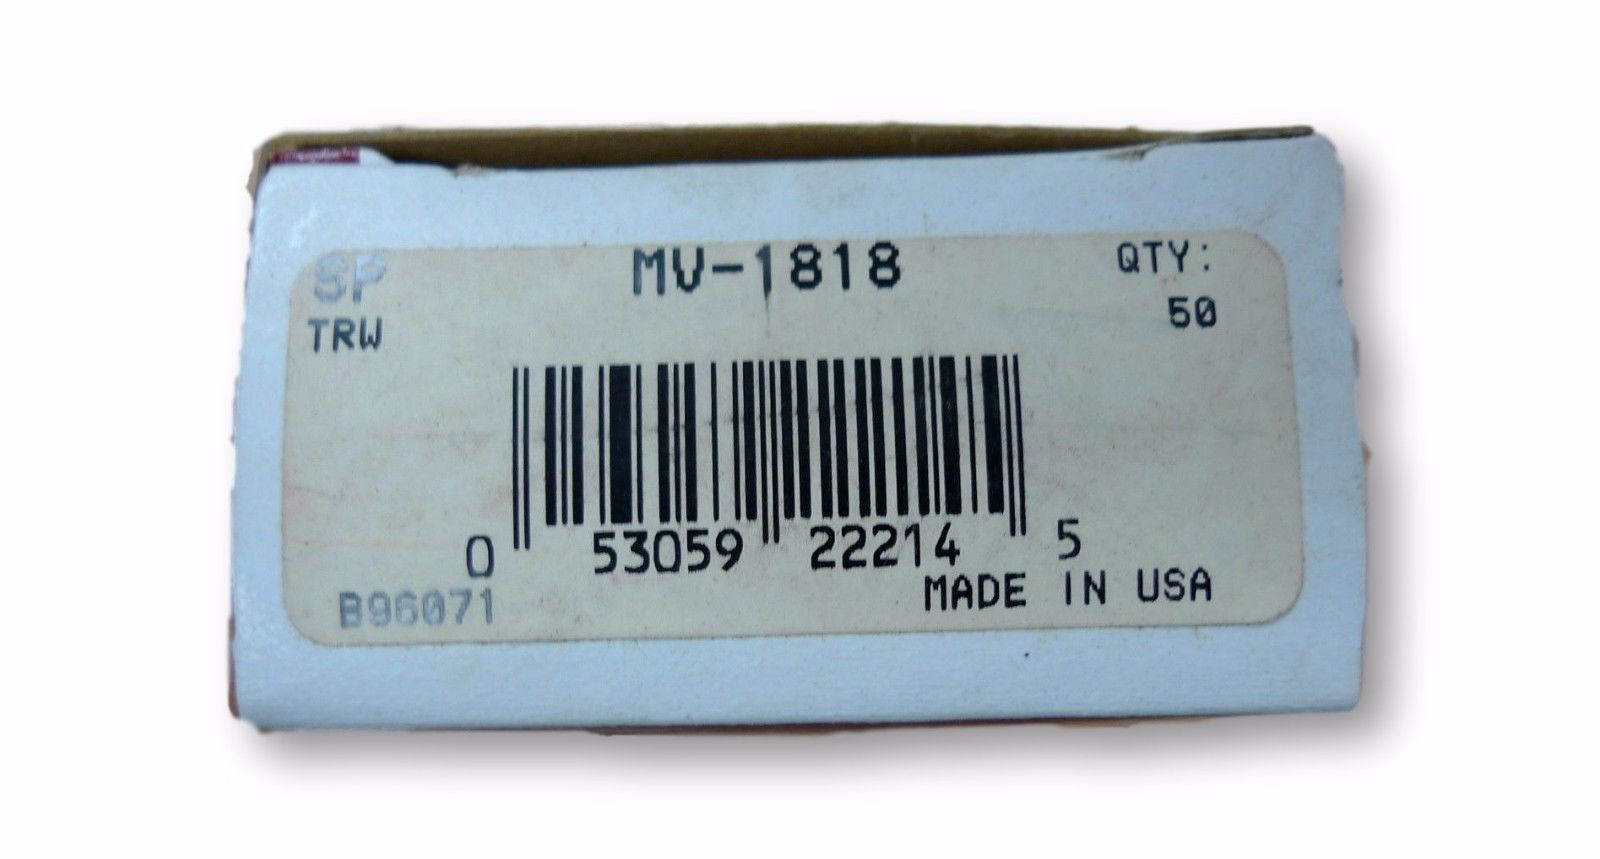 SP MV-1818 QTY:
TRW 50
0 53059 22214 5
B96071 MADE IN USA